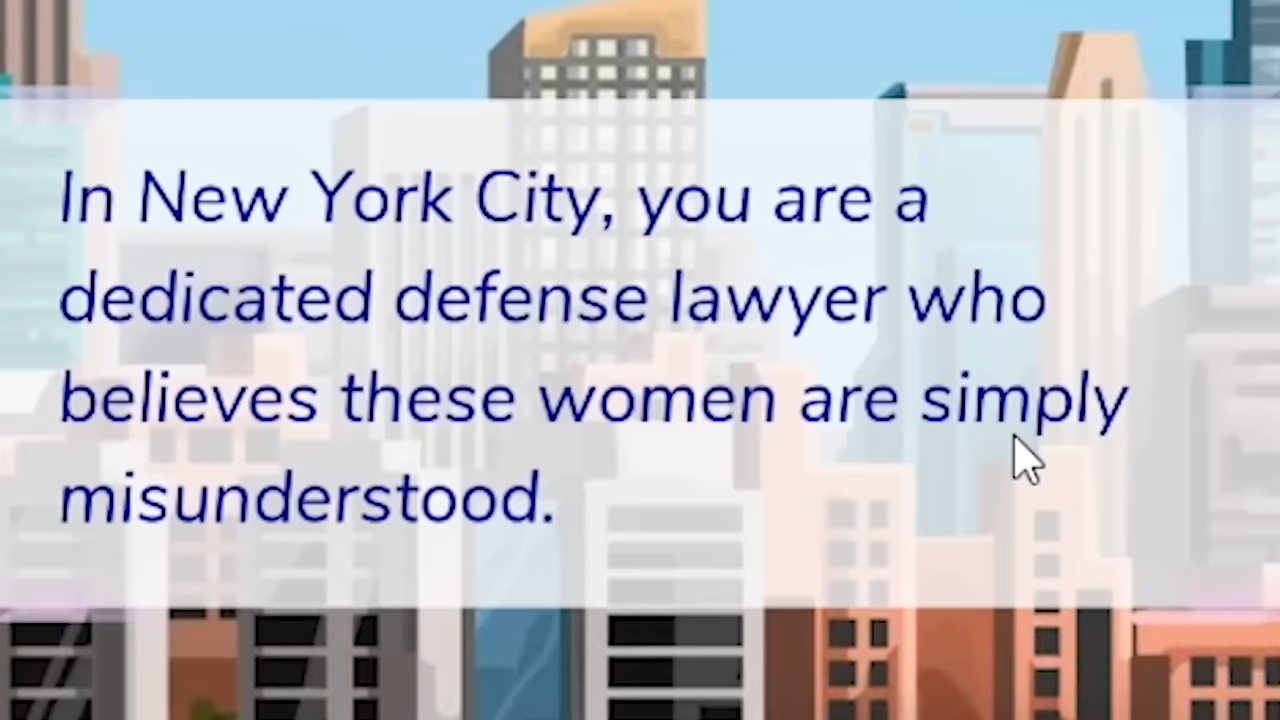 In New York City, you are a
dedicated defense lawyer who
believes these women are simply
misunderstood.